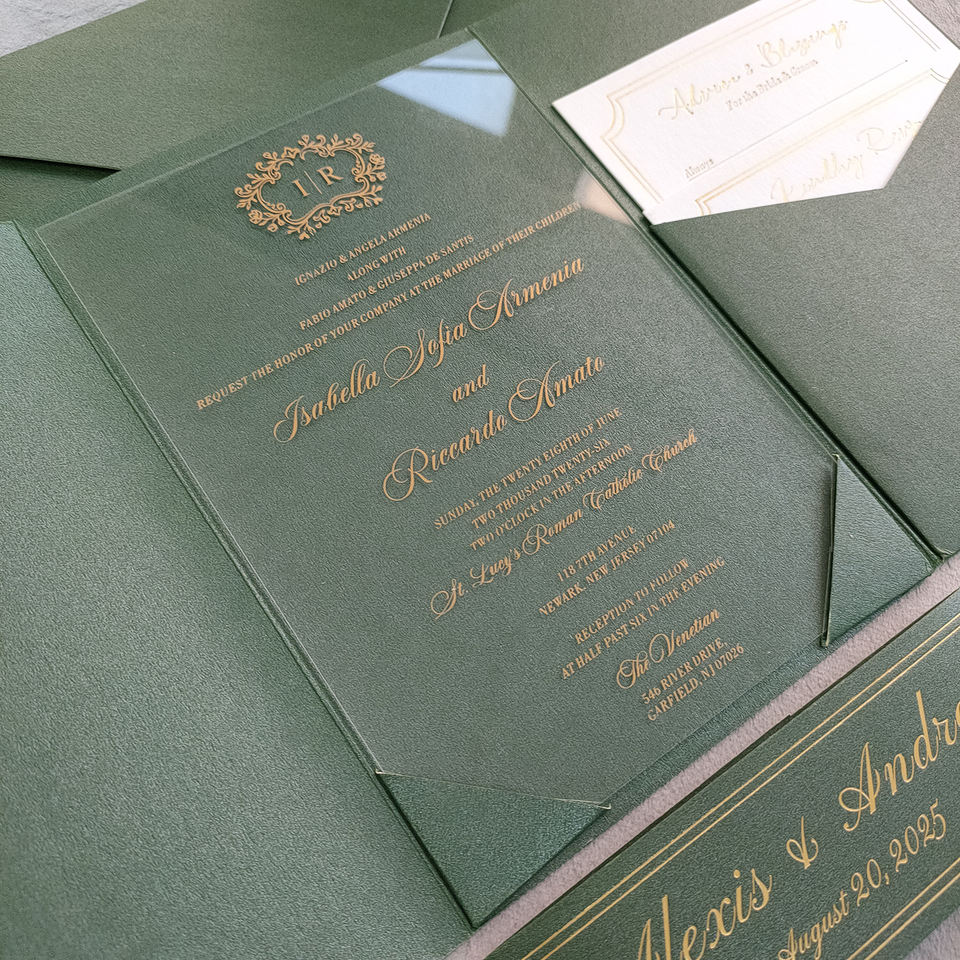 I|R
IGNAZIO & ANGELA ARMENIA
ALONG WITH
FABIO AMATO & GIUSEPPA DE SANTIS
REQUEST THE HONOR OF YOUR COMPANY AT THE MARRIAGE OF THEIR CHILDREN
Isabella Sofia Armenia
and
Riccardo Amato
SUNDAY, THE TWENTY EIGHTH OF JUNE
TWO THOUSAND TWENTY-SIX
TWO O'CLOCK IN THE AFTERNOON
St. Lucy's Roman Catholic Church
118 7TH AVENUE
NEWARK, NEW JERSEY 07104
RECEPTION TO FOLLOW
AT HALF PAST SIX IN THE EVENING
The Venetian
546 RIVER DRIVE,
GARFIELD, NJ 07026
For the Bride & Groom
Always
Alexis & Andre
August 20, 2025